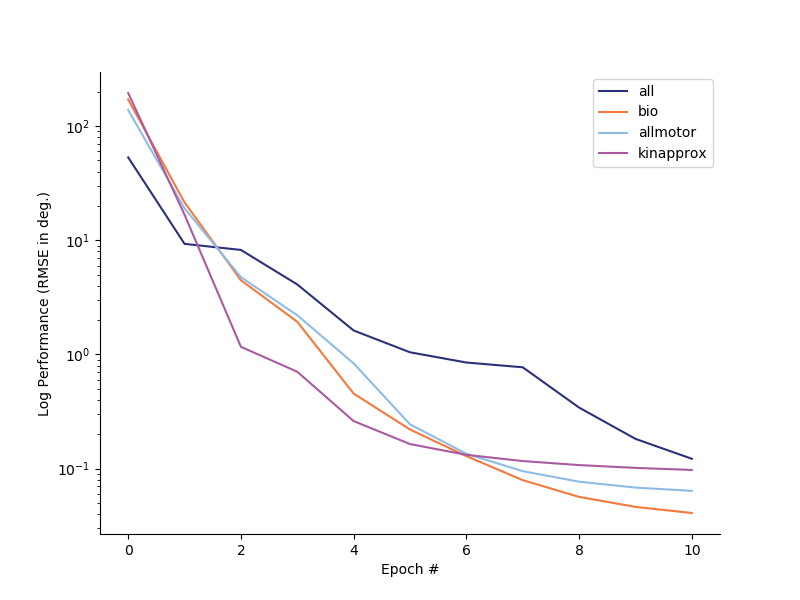 all
bio
allmotor
kinapprox
Log Performance (RMSE in deg.)
10²
10¹
10⁰
10⁻¹
0 2 4 6 8 10
Epoch #